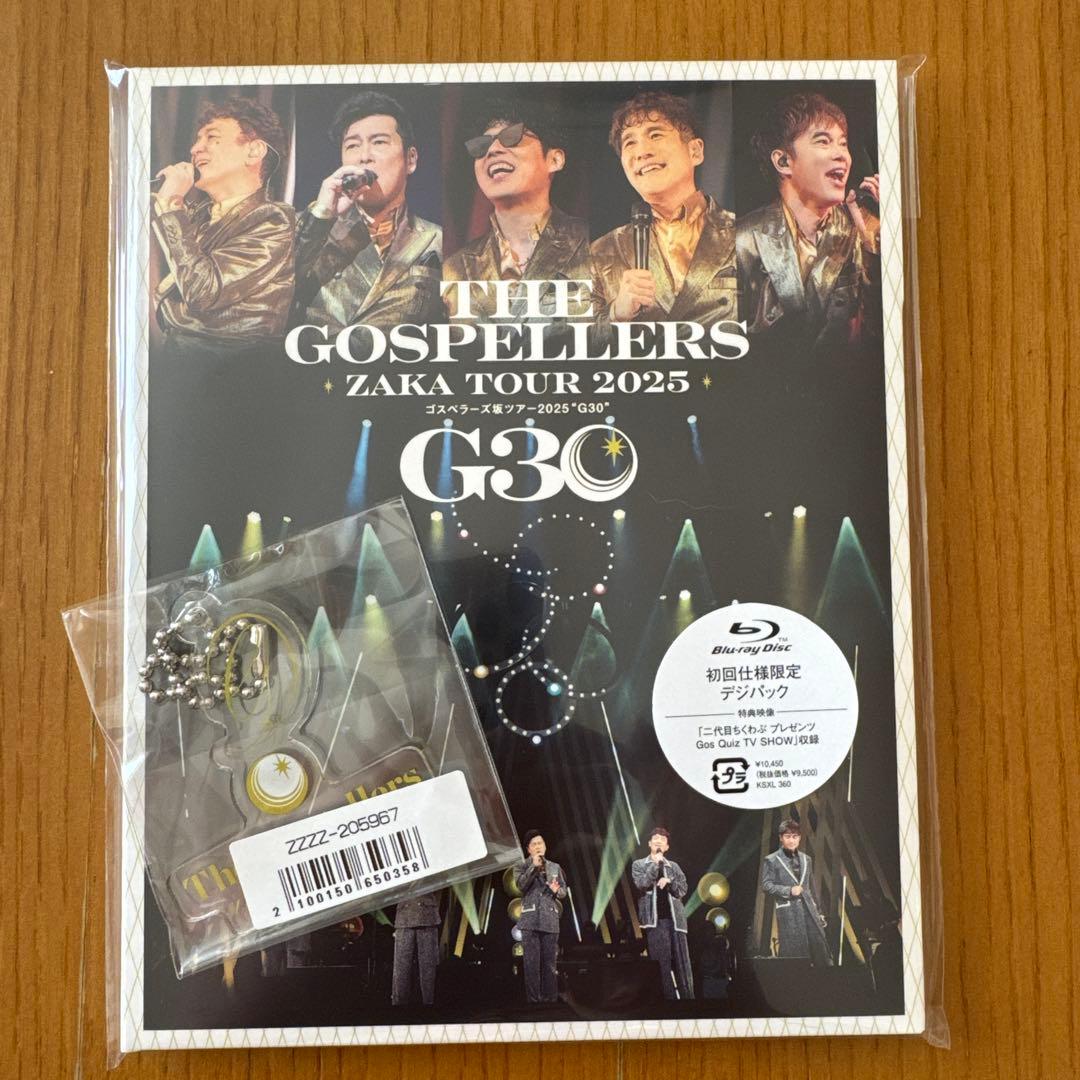 THE
GOSPELLERS
ZAKA TOUR 2025
ゴスペラーズ坂ツアー2025"G30"
G30
Blu-ray Disc™
初回仕様限定
デジパック
特典映像
「二代目ちくわぶ プレゼンツ
Gos Quiz TV SHOW」収録
プラ
¥10,450
(税抜価格 ¥9,500)
KSXL 360
ZZZZ-205967
2 100150 650358